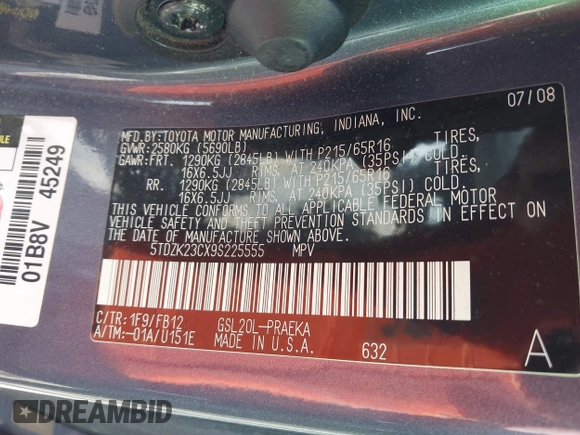 07/08
MFD.BY:TOYOTA MOTOR MANUFACTURING, INDIANA, INC.
GVWR: 2580KG (5690LB)
GAWR:FRT. 1290KG (2845LB) WITH P215/65R16 TIRES,
16X6.5JJ RIMS, AT 240KPA (35PSI) COLD.
RR. 1290KG (2845LB) WITH P215/65R16 TIRES,
16X6.5JJ RIMS, AT 240KPA (35PSI) COLD.
THIS VEHICLE CONFORMS TO ALL APPLICABLE FEDERAL MOTOR
VEHICLE SAFETY AND THEFT PREVENTION STANDARDS IN EFFECT ON
THE DATE OF MANUFACTURE SHOWN ABOVE.
5TDZK23CX9S225555 MPV
C/TR: 1F9/FB12 GSL20L-PRAEKA
A/TM:-01A/U151E MADE IN U.S.A. 632 A
01B8V 45249
DREAMBID